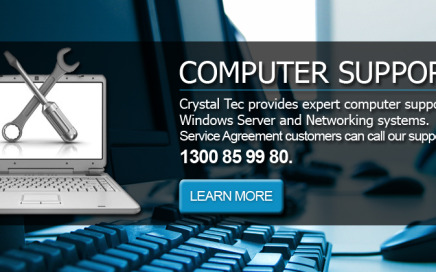 COMPUTER SUPPOR
Crystal Tec provides expert computer suppo
Windows Server and Networking systems.
Service Agreement customers can call our suppo
1300 85 99 80.
LEARN MORE